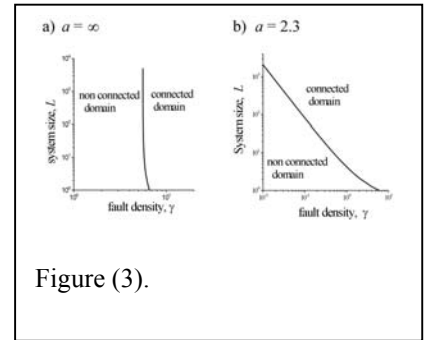 a) a = ∞
b) a = 2.3
non connected
domain
connected
domain
system size, L
fault density, γ
connected
domain
non connected
domain
System size, L
fault density, γ
Figure (3).